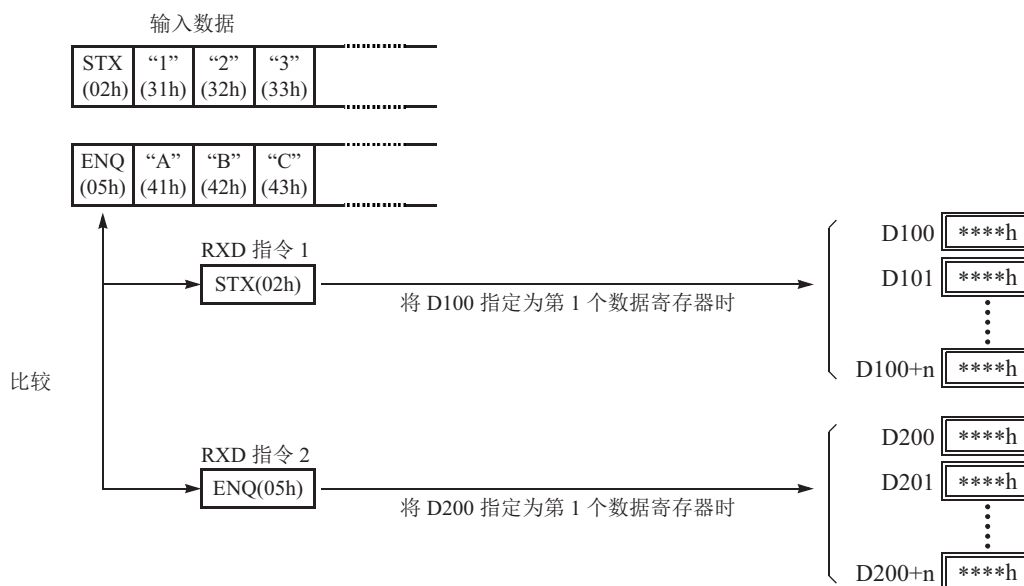 输入数据
STX “1” “2” “3”
(02h) (31h) (32h) (33h)
ENQ “A” “B” “C”
(05h) (41h) (42h) (43h)
RXD 指令 1
STX(02h)
将 D100 指定为第 1 个数据寄存器时
D100 ****h
D101 ****h
D100+n ****h
比较
RXD 指令 2
ENQ(05h)
将 D200 指定为第 1 个数据寄存器时
D200 ****h
D201 ****h
D200+n ****h